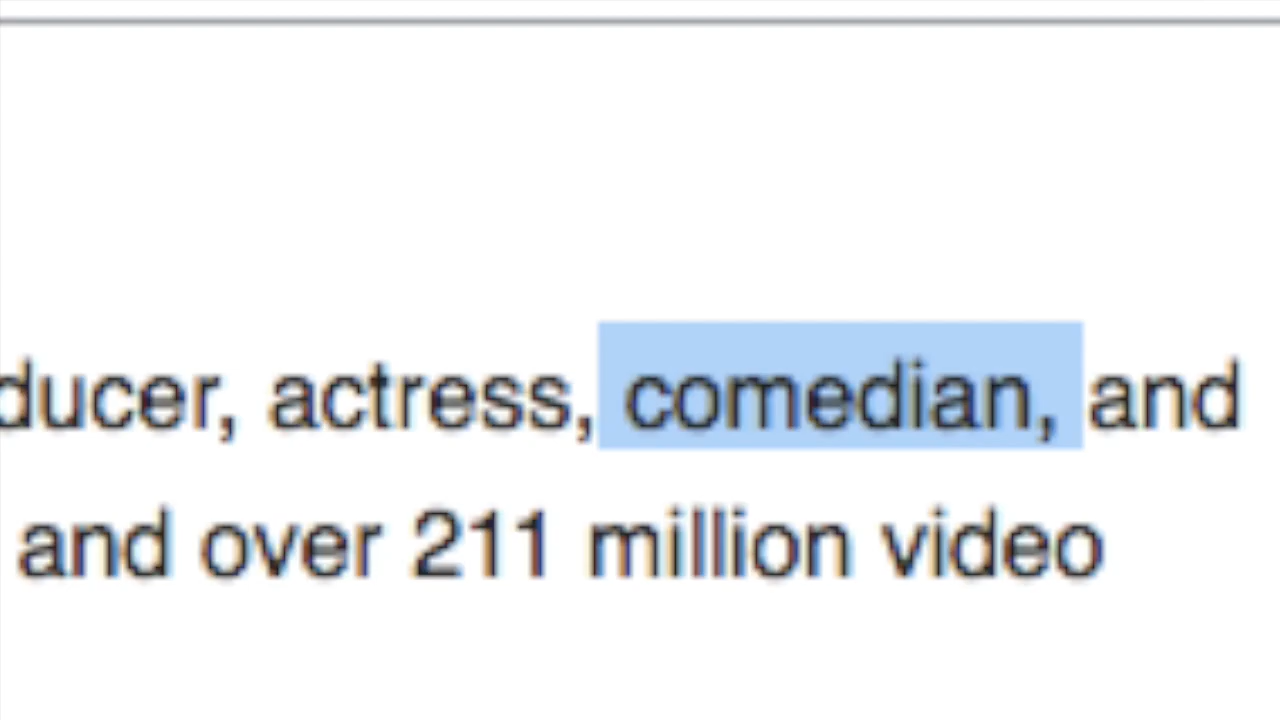 ducer, actress, comedian, and
and over 211 million video